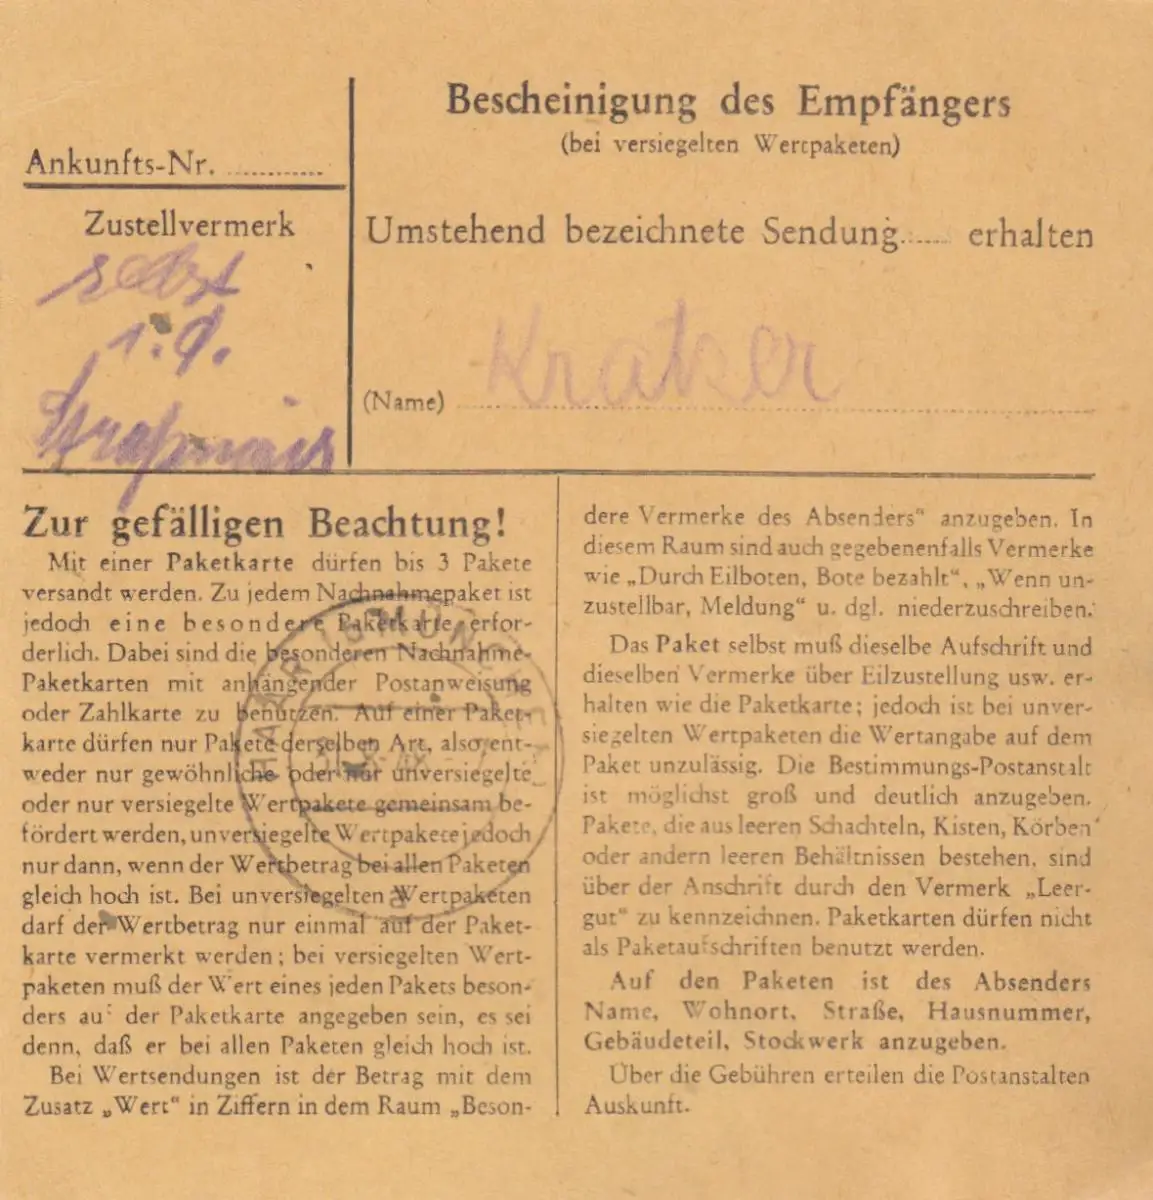 Ankunfts-Nr. ............
Zustellvermerk
selbst
Bescheinigung des Empfängers
(bei versiegelten Wertpaketen)
Umstehend bezeichnete Sendung...... erhalten
Kraker
(Name)
Zur gefälligen Beachtung!
Mit einer Paketkarte dürfen bis 3 Pakete
versandt werden. Zu jedem Nachnahmepaket ist
jedoch eine besondere Paketkarte erfor-
derlich. Dabei sind die besonderen Nachnahme-
Paketkarten mit anhängender Postanweisung
oder Zahlkarte zu benutzen. Auf einer Paket-
karte dürfen nur Pakete derselben Art, also ent-
weder nur gewöhnliche oder nur unversiegelte
oder nur versiegelte Wertpakete gemeinsam be-
fördert werden, unversiegelte Wertpakete jedoch
nur dann, wenn der Wertbetrag bei allen Paketen
gleich hoch ist. Bei unversiegelten Wertpaketen
darf der Wertbetrag nur einmal auf der Paket-
karte vermerkt werden; bei versiegelten Wert-
paketen muß der Wert eines jeden Pakets beson-
ders auf der Paketkarte angegeben sein, es sei
denn, daß er bei allen Paketen gleich hoch ist.
Bei Wertsendungen ist der Betrag mit dem
Zusatz „Wert“ in Ziffern in dem Raum „Beson-
dere Vermerke des Absenders“ anzugeben. In
diesem Raum sind auch gegebenenfalls Vermerke
wie „Durch Eilboten, Bote bezahlt“, „Wenn un-
zustellbar, Meldung“ u. dgl. niederzuschreiben.
Das Paket selbst muß dieselbe Aufschrift und
dieselben Vermerke über Eilzustellung usw. er-
halten wie die Paketkarte; jedoch ist bei unver-
siegelten Wertpaketen die Wertangabe auf dem
Paket unzulässig. Die Bestimmungs-Postanstalt
ist möglichst groß und deutlich anzugeben.
Pakete, die aus leeren Schachteln, Kisten, Körben
oder andern leeren Behältnissen bestehen, sind
über der Anschrift durch den Vermerk „Leer-
gut“ zu kennzeichnen. Paketkarten dürfen nicht
als Paketaufschriften benutzt werden.
Auf den Paketen ist des Absenders
Name, Wohnort, Straße, Hausnummer,
Gebäudeteil, Stockwerk anzugeben.
Über die Gebühren erteilen die Postanstalten
Auskunft.